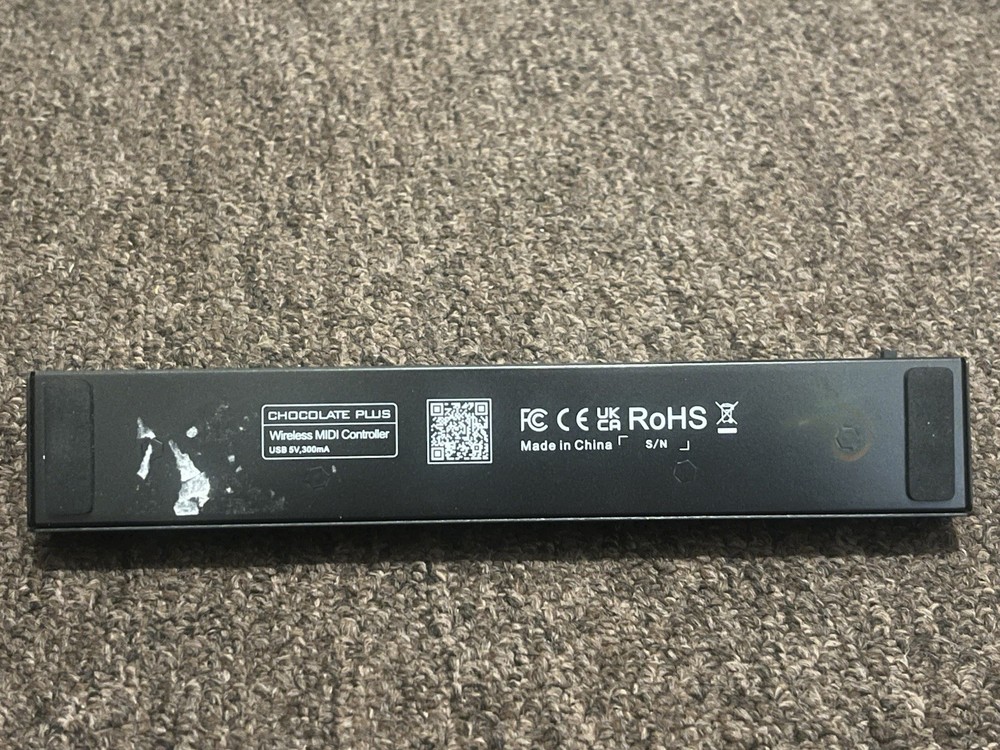 CHOCOLATE PLUS
Wireless MIDi Controller
USB 5V,300mA
FC CE UK CA RoHS
Made in China S/N